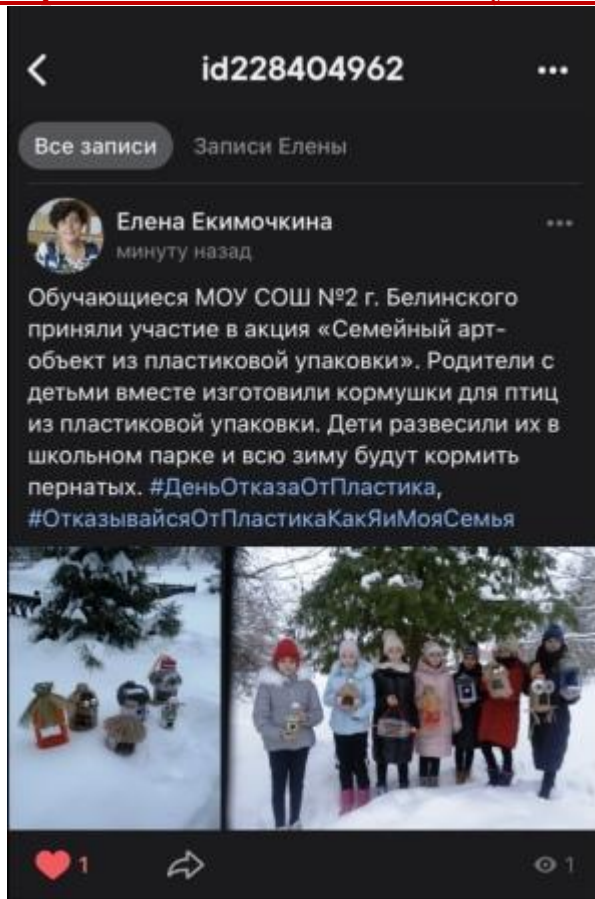 id228404962
Все записи Записи Елены
Елена Екимочкина
минуту назад
Обучающиеся МОУ СОШ №2 г. Белинского
приняли участие в акция «Семейный арт-
объект из пластиковой упаковки». Родители с
детьми вместе изготовили кормушки для птиц
из пластиковой упаковки. Дети развесили их в
школьном парке и всю зиму будут кормить
пернатых. #ДеньОтказаОтПластика,
#ОтказывайсяОтПластикаКакЯиМояСемья
1 1